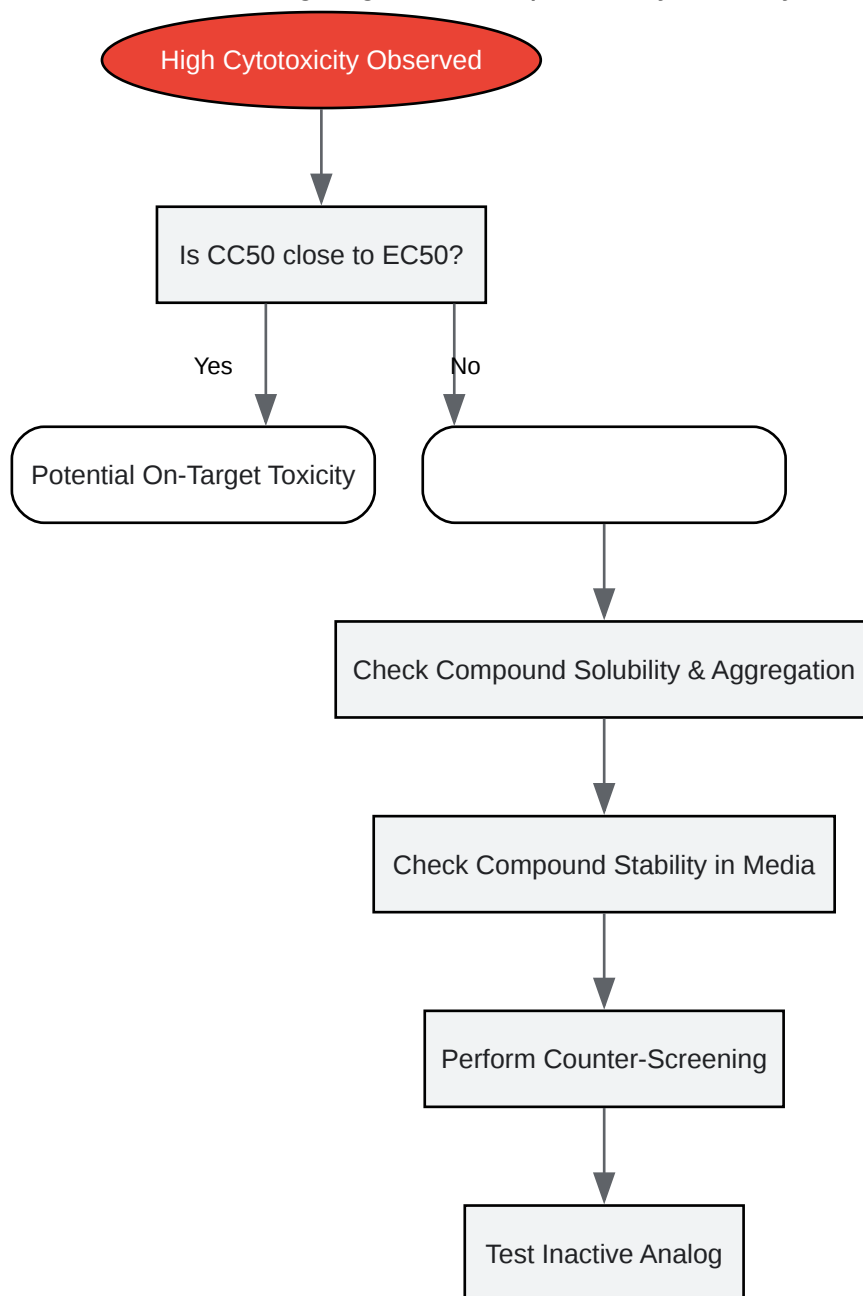 High Cytotoxicity Observed
Is CC50 close to EC50?
Yes
No
Potential On-Target Toxicity
Check Compound Solubility & Aggregation
Check Compound Stability in Media
Perform Counter-Screening
Test Inactive Analog